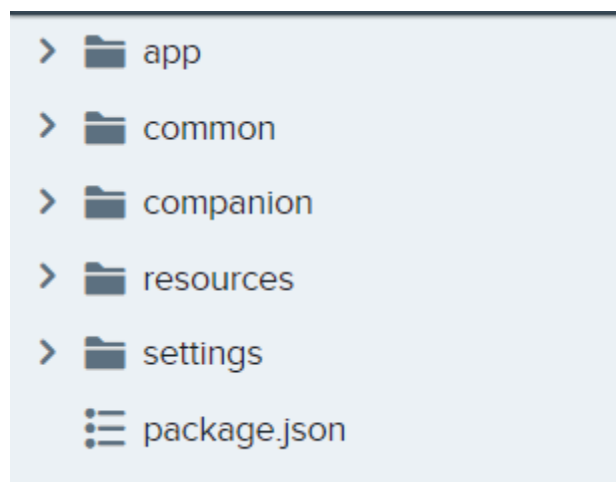 app
common
companion
resources
settings
package.json